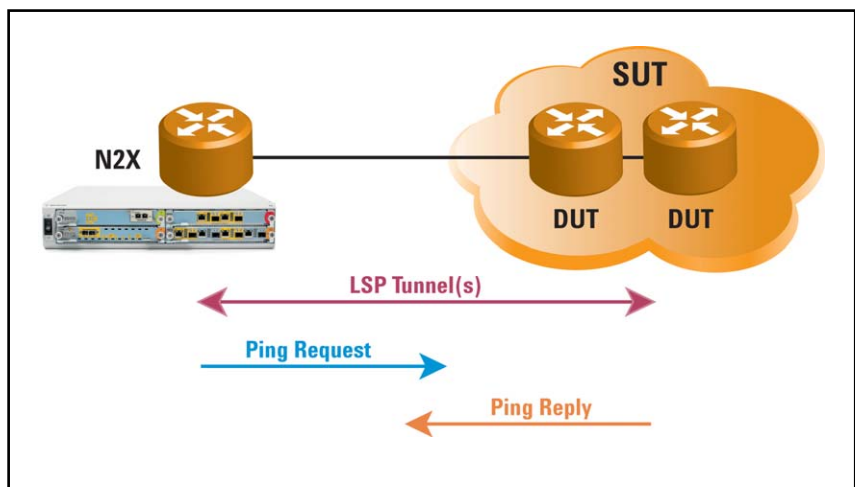 SUT
N2X
DUT
DUT
LSP Tunnel(s)
Ping Request
Ping Reply